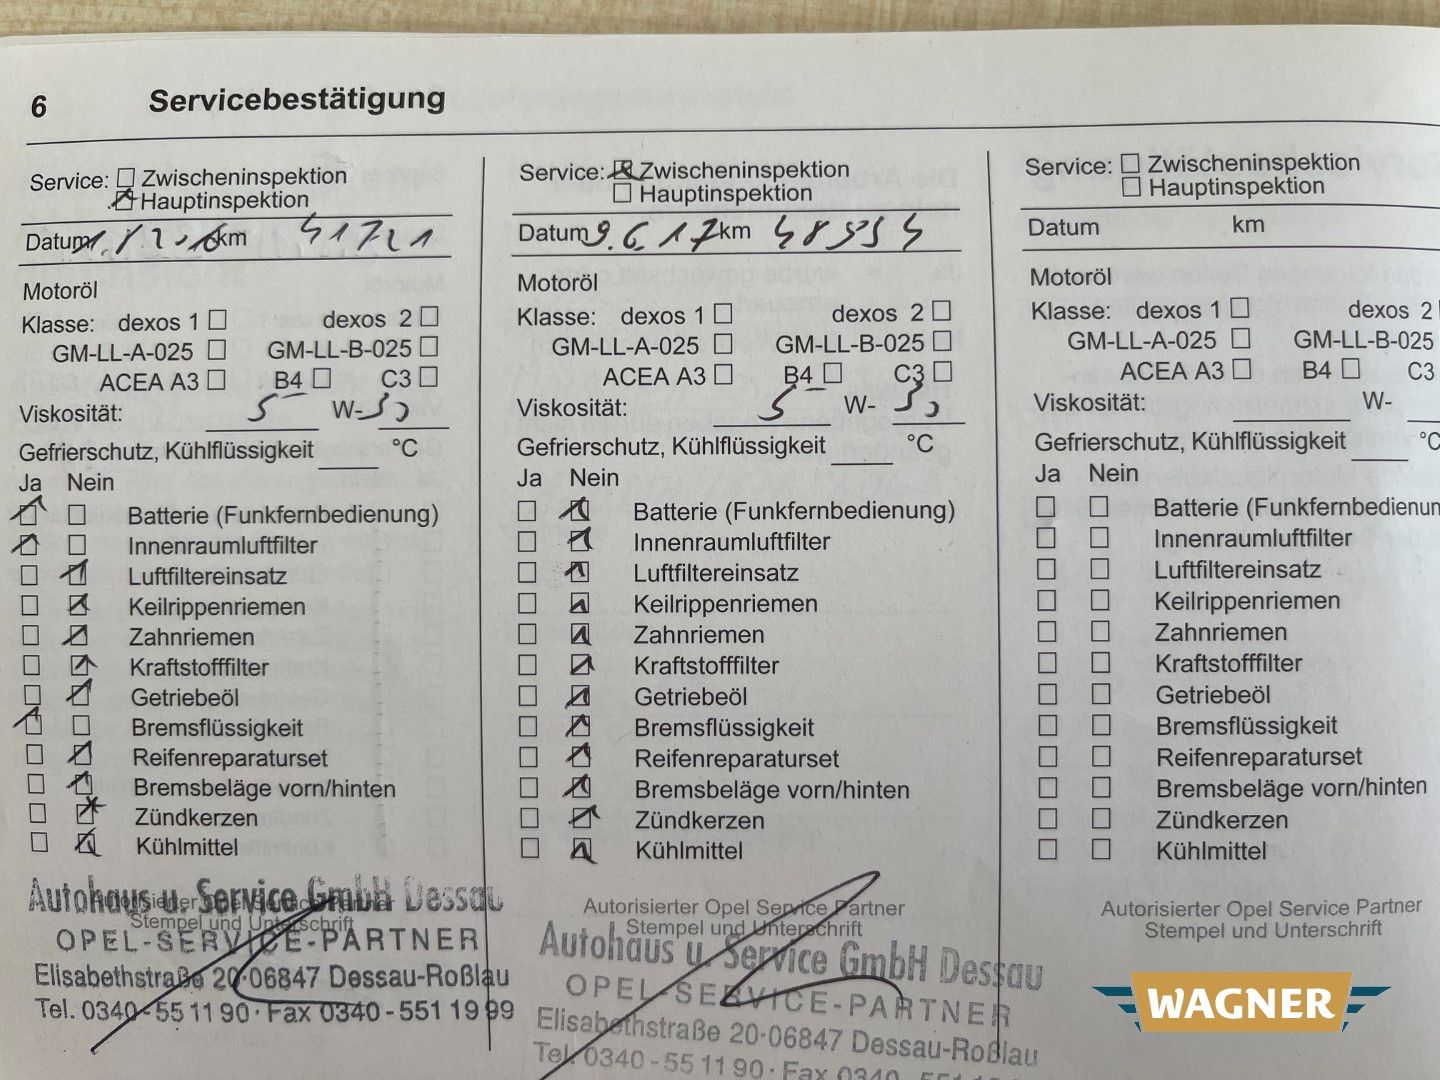 6 Servicebestätigung
Service: Zwischeninspektion
Hauptinspektion
Datum km 41721
Motoröl
Klasse: dexos 1 dexos 2
GM-LL-A-025 GM-LL-B-025
ACEA A3 B4 C3
Viskosität: 5 W-30
Gefrierschutz, Kühlflüssigkeit °C
Ja Nein
Batterie (Funkfernbedienung)
Innenraumluftfilter
Luftfiltereinsatz
Keilrippenriemen
Zahnriemen
Kraftstofffilter
Getriebeöl
Bremsflüssigkeit
Reifenreparaturset
Bremsbeläge vorn/hinten
Zündkerzen
Kühlmittel
Autorisierter Opel Service Partner
Stempel und Unterschrift
Autohaus u. Service GmbH Dessau
OPEL-SERVICE-PARTNER
Elisabethstraße 20·06847 Dessau-Roßlau
Tel. 0340-55 11 90 · Fax 0340-551 19 99
Service: Zwischeninspektion
Hauptinspektion
Datum 9.6.17 km
Motoröl
Klasse: dexos 1 dexos 2
GM-LL-A-025 GM-LL-B-025
ACEA A3 B4 C3
Viskosität: 5 W- 30
Gefrierschutz, Kühlflüssigkeit °C
Ja Nein
Batterie (Funkfernbedienung)
Innenraumluftfilter
Luftfiltereinsatz
Keilrippenriemen
Zahnriemen
Kraftstofffilter
Getriebeöl
Bremsflüssigkeit
Reifenreparaturset
Bremsbeläge vorn/hinten
Zündkerzen
Kühlmittel
Autorisierter Opel Service Partner
Stempel und Unterschrift
Autohaus u. Service GmbH Dessau
OPEL-SERVICE-PARTNER
Elisabethstraße 20·06847 Dessau-Roßlau
Tel. 0340-55 11 90 · Fax 0340
Service: Zwischeninspektion
Hauptinspektion
Datum km
Motoröl
Klasse: dexos 1 dexos 2
GM-LL-A-025 GM-LL-B-025
ACEA A3 B4 C3
Viskosität: W-
Gefrierschutz, Kühlflüssigkeit °C
Ja Nein
Batterie (Funkfernbedienun
Innenraumluftfilter
Luftfiltereinsatz
Keilrippenriemen
Zahnriemen
Kraftstofffilter
Getriebeöl
Bremsflüssigkeit
Reifenreparaturset
Bremsbeläge vorn/hinten
Zündkerzen
Kühlmittel
Autorisierter Opel Service Partner
Stempel und Unterschrift
WAGNER